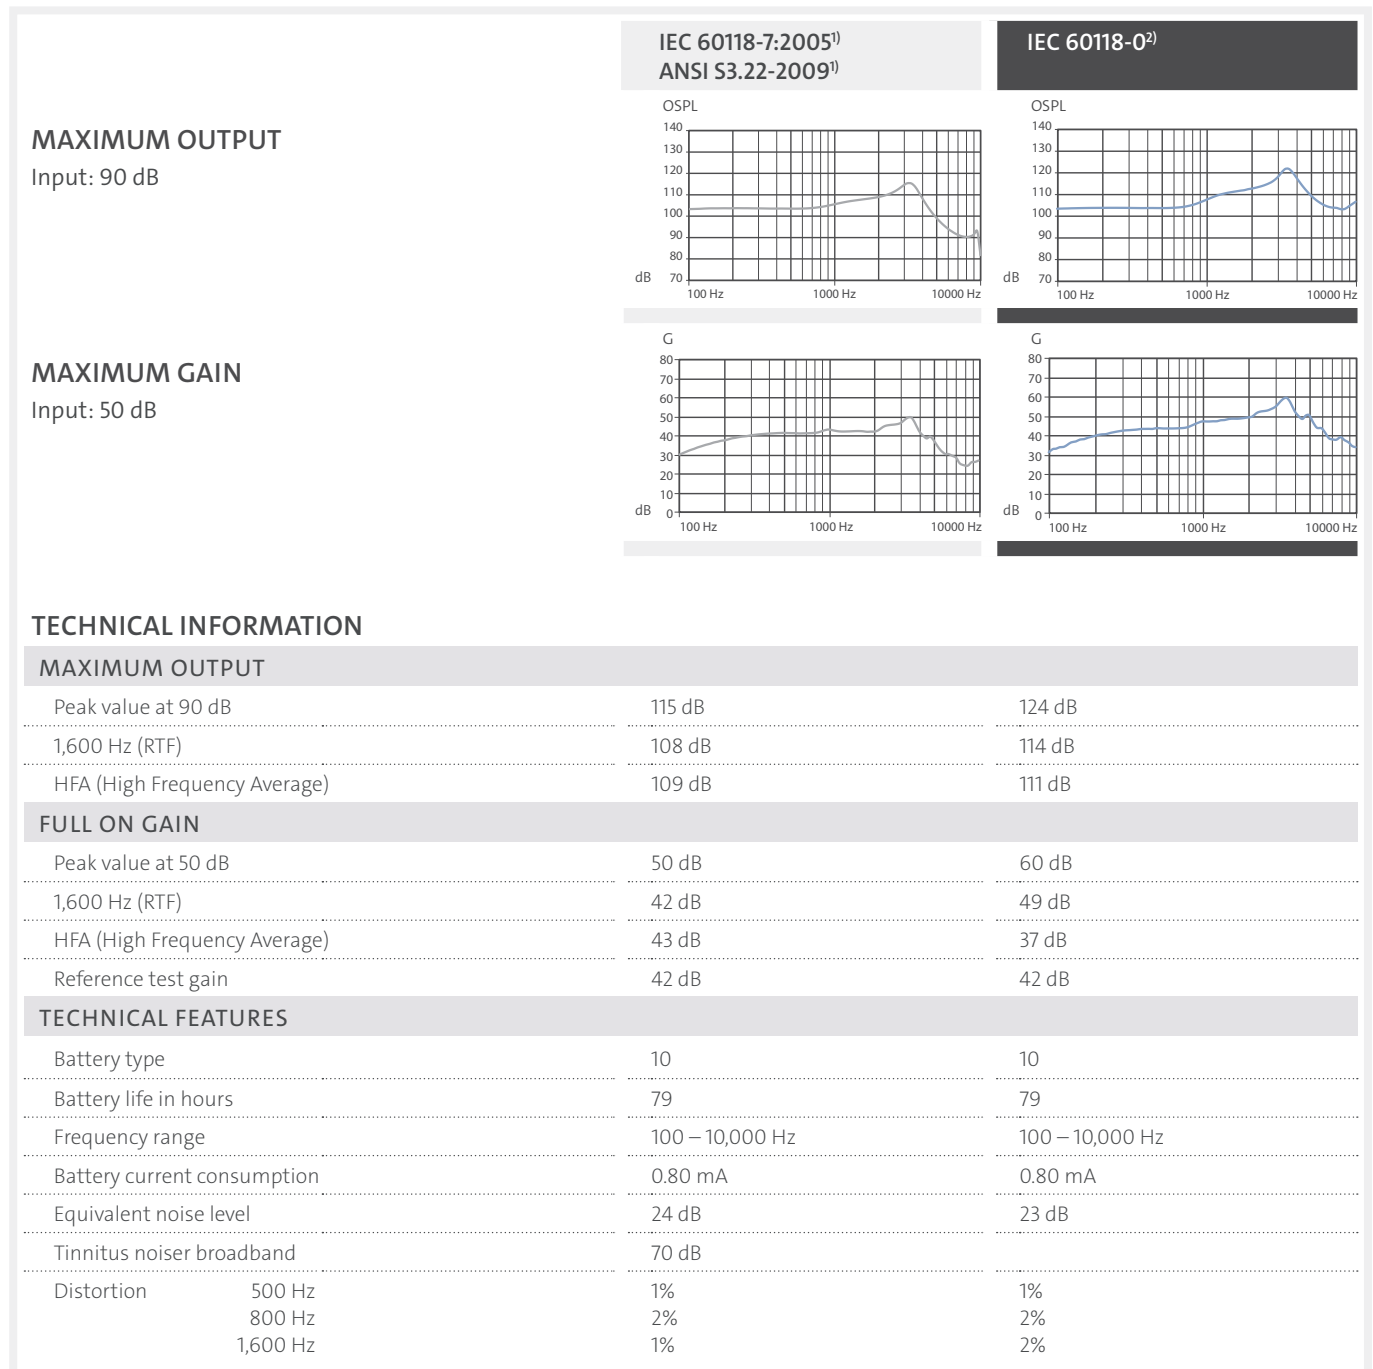 IEC 60118-7:2005¹⁾
ANSI S3.22-2009¹⁾
IEC 60118-0²⁾
MAXIMUM OUTPUT
Input: 90 dB
OSPL
140
130
120
110
100
90
80
dB 70
100 Hz 1000 Hz 10000 Hz
OSPL
140
130
120
110
100
90
80
dB 70
100 Hz 1000 Hz 10000 Hz
MAXIMUM GAIN
Input: 50 dB
G
80
70
60
50
40
30
20
10
dB 0
100 Hz 1000 Hz 10000 Hz
G
80
70
60
50
40
30
20
10
dB 0
100 Hz 1000 Hz 10000 Hz
TECHNICAL INFORMATION
MAXIMUM OUTPUT
Peak value at 90 dB 115 dB 124 dB
1,600 Hz (RTF) 108 dB 114 dB
HFA (High Frequency Average) 109 dB 111 dB
FULL ON GAIN
Peak value at 50 dB 50 dB 60 dB
1,600 Hz (RTF) 42 dB 49 dB
HFA (High Frequency Average) 43 dB 37 dB
Reference test gain 42 dB 42 dB
TECHNICAL FEATURES
Battery type 10 10
Battery life in hours 79 79
Frequency range 100 – 10,000 Hz 100 – 10,000 Hz
Battery current consumption 0.80 mA 0.80 mA
Equivalent noise level 24 dB 23 dB
Tinnitus noiser broadband 70 dB
Distortion 500 Hz 1% 1%
800 Hz 2% 2%
1,600 Hz 1% 2%